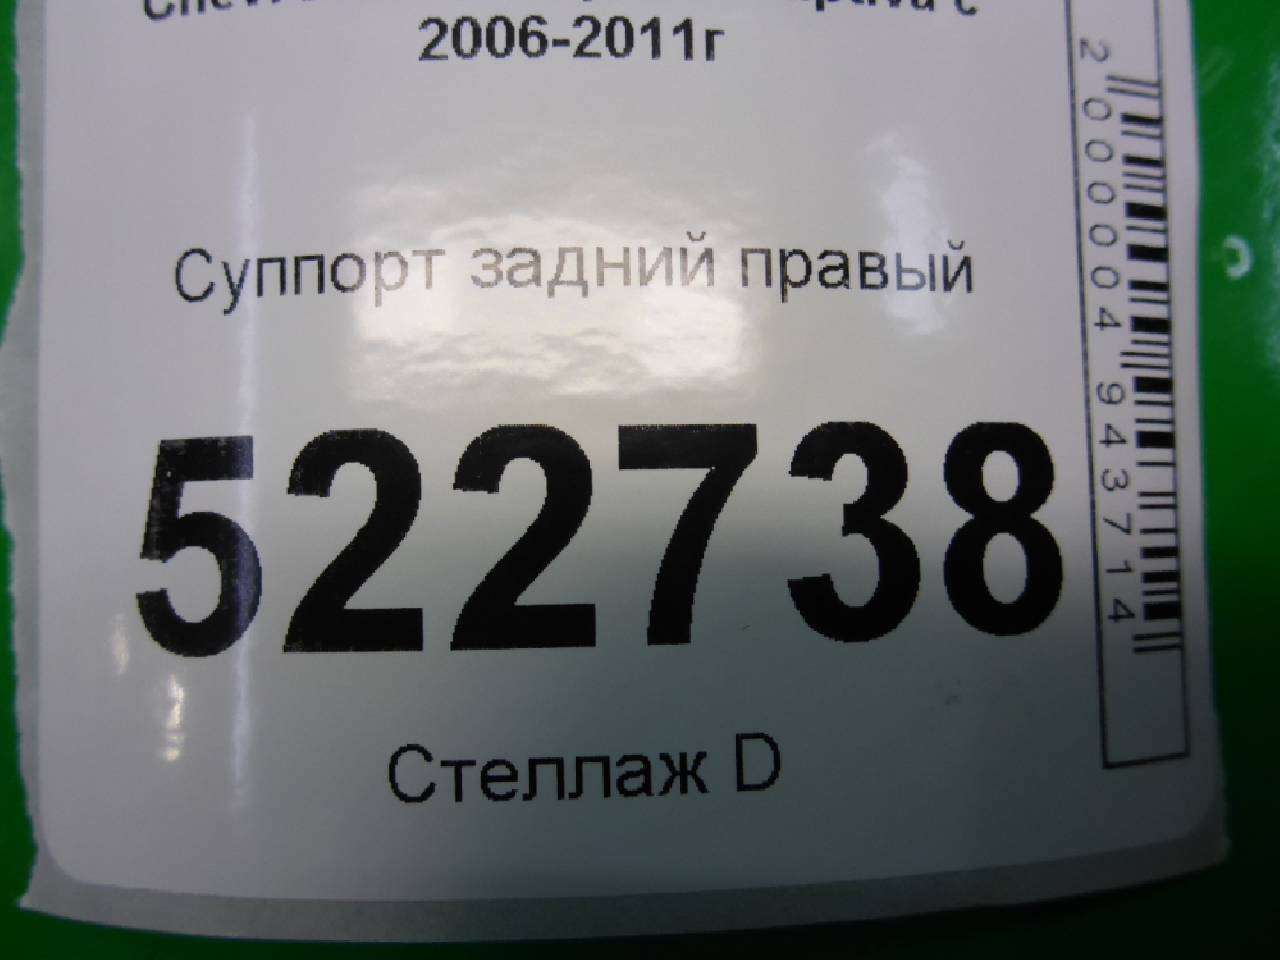 2006-2011г
Суппорт задний правый
522738
Стеллаж D
2000004943714